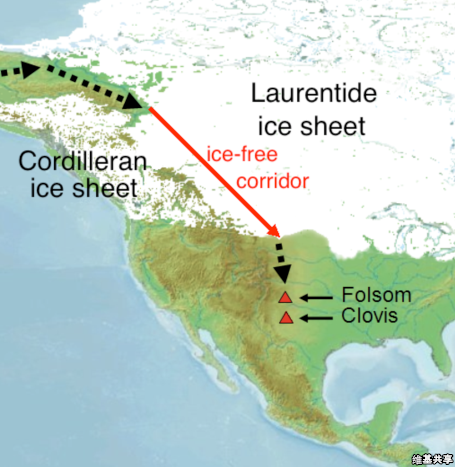 Laurentide
ice sheet
ice-free
corridor
Cordilleran
ice sheet
Folsom
Clovis
维基共享